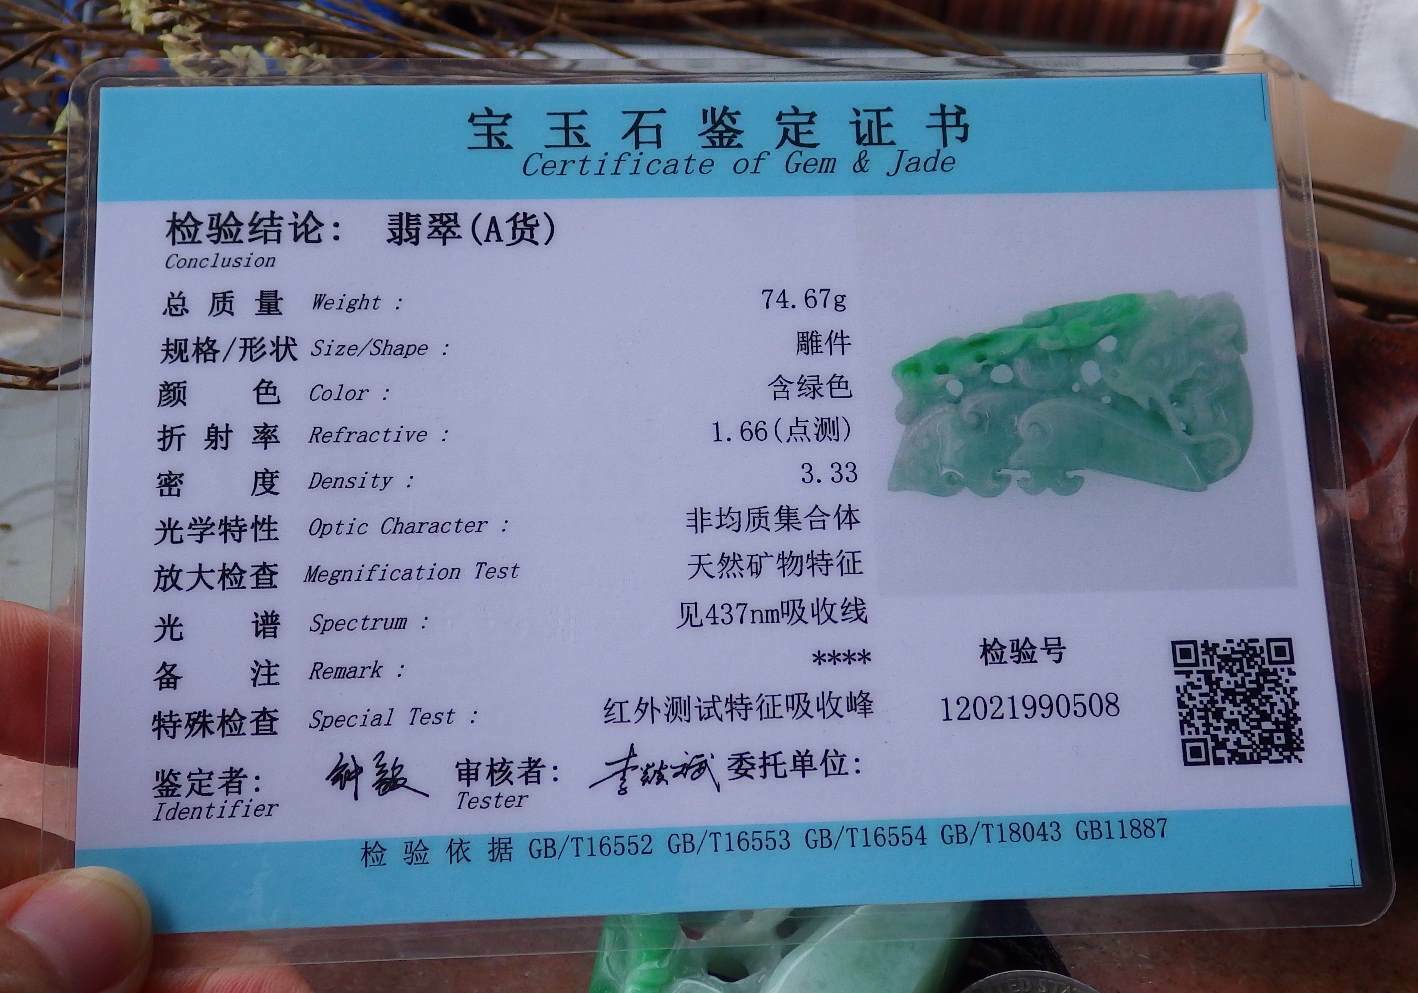 宝玉石鉴定证书
Certificate of Gem & Jade
检验结论: 翡翠(A货)
Conclusion
总质量 Weight : 74.67g
规格/形状 Size/Shape : 雕件
颜色 Color : 含绿色
折射率 Refractive : 1.66(点测)
密度 Density : 3.33
光学特性 Optic Character : 非均质集合体
放大检查 Megnification Test 天然矿物特征
光谱 Spectrum : 见437nm吸收线
备注 Remark : ****
特殊检查 Special Test : 红外测试特征吸收峰
检验号
12021990508
鉴定者: 审核者: 委托单位:
Identifier Tester
检验依据 GB/T16552 GB/T16553 GB/T16554 GB/T18043 GB11887